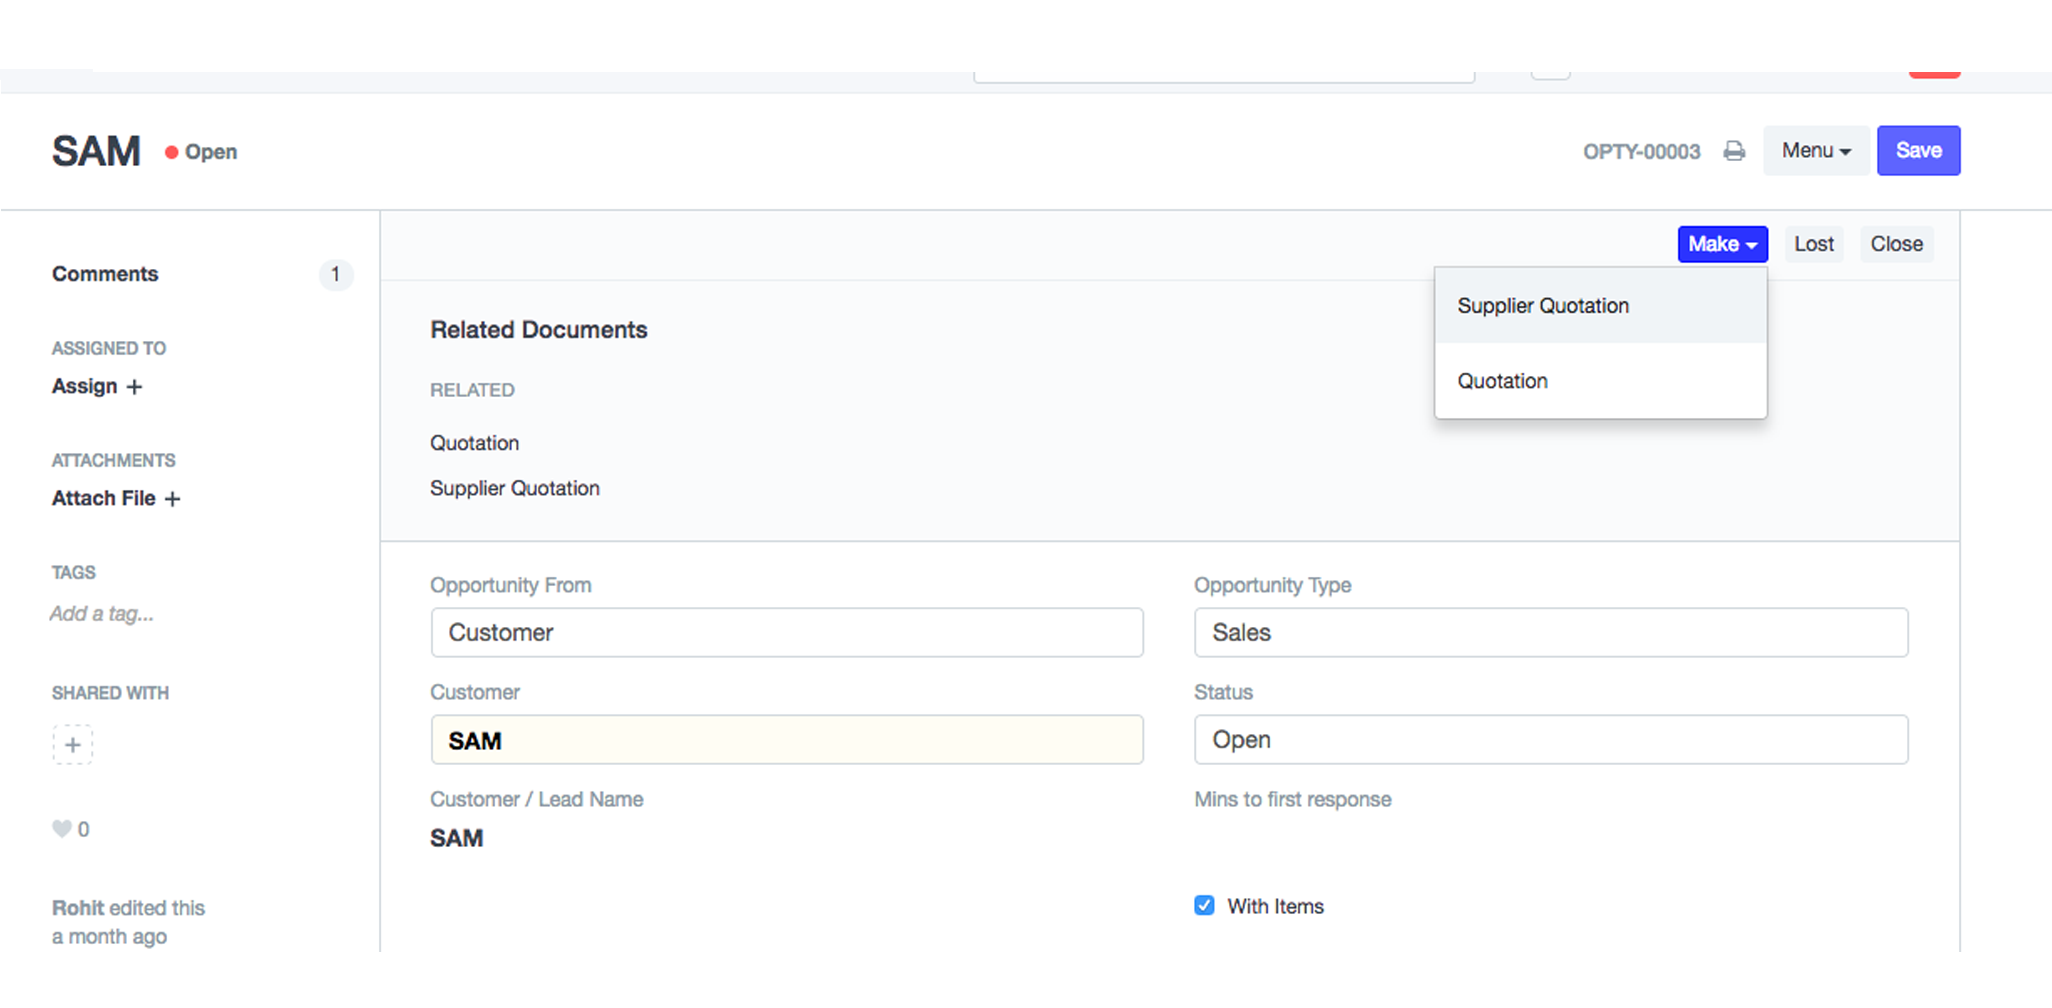 SAM Open OPTY-00003 Menu Save
Make Lost Close
Supplier Quotation
Quotation
Comments 1
ASSIGNED TO
Assign +
ATTACHMENTS
Attach File +
TAGS
Add a tag...
SHARED WITH
+
0
Rohit edited this
a month ago
Related Documents
RELATED
Quotation
Supplier Quotation
Opportunity From
Customer
Customer
SAM
Customer / Lead Name
SAM
Opportunity Type
Sales
Status
Open
Mins to first response
With Items